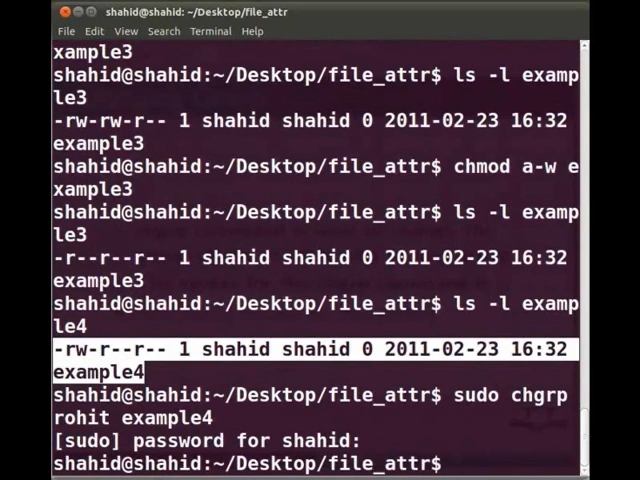 shahid@shahid: ~/Desktop/file_attr
File Edit View Search Terminal Help
xample3
shahid@shahid:~/Desktop/file_attr$ ls -l examp
le3
-rw-rw-r-- 1 shahid shahid 0 2011-02-23 16:32
example3
shahid@shahid:~/Desktop/file_attr$ chmod a-w e
xample3
shahid@shahid:~/Desktop/file_attr$ ls -l examp
le3
-r--r--r-- 1 shahid shahid 0 2011-02-23 16:32
example3
shahid@shahid:~/Desktop/file_attr$ ls -l examp
le4
-rw-r--r-- 1 shahid shahid 0 2011-02-23 16:32
example4
shahid@shahid:~/Desktop/file_attr$ sudo chgrp
rohit example4
[sudo] password for shahid:
shahid@shahid:~/Desktop/file_attr$